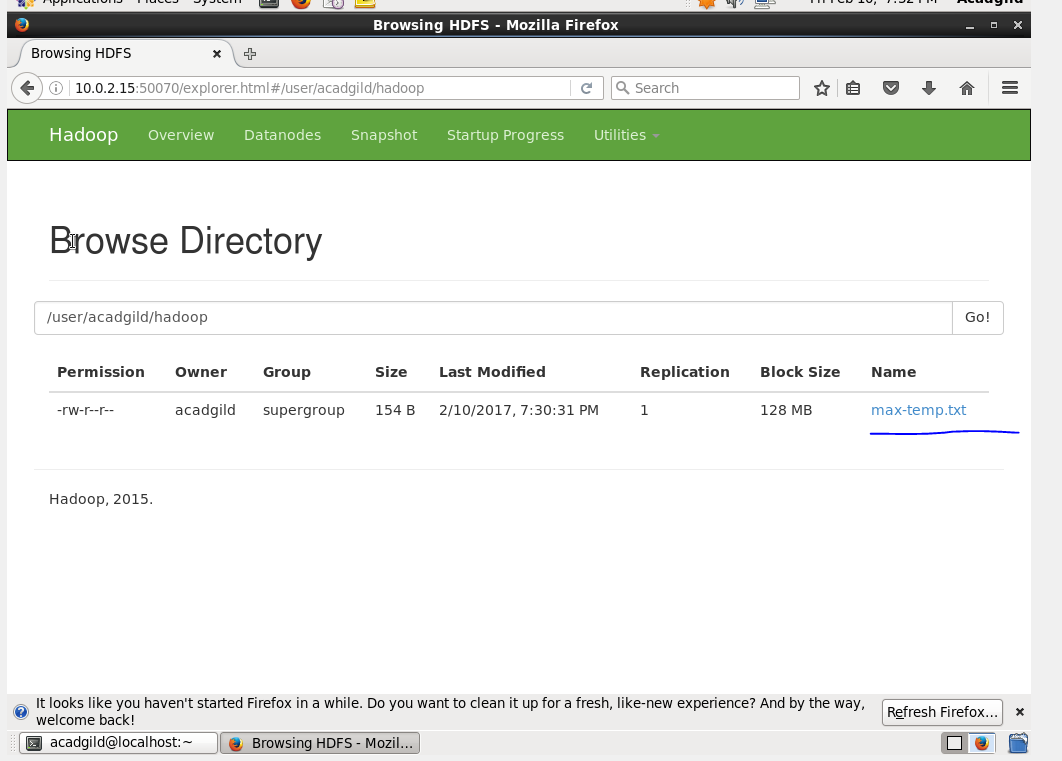 Applications Places System Fri Feb 10, 7:32 PM Acadgild
Browsing HDFS - Mozilla Firefox
Browsing HDFS
10.0.2.15:50070/explorer.html#/user/acadgild/hadoop Search
Hadoop Overview Datanodes Snapshot Startup Progress Utilities
Browse Directory
/user/acadgild/hadoop Go!
Permission Owner Group Size Last Modified Replication Block Size Name
-rw-r--r-- acadgild supergroup 154 B 2/10/2017, 7:30:31 PM 1 128 MB max-temp.txt
Hadoop, 2015.
It looks like you haven't started Firefox in a while. Do you want to clean it up for a fresh, like-new experience? And by the way,
welcome back!
Refresh Firefox...
acadgild@localhost:~ Browsing HDFS - Mozil...